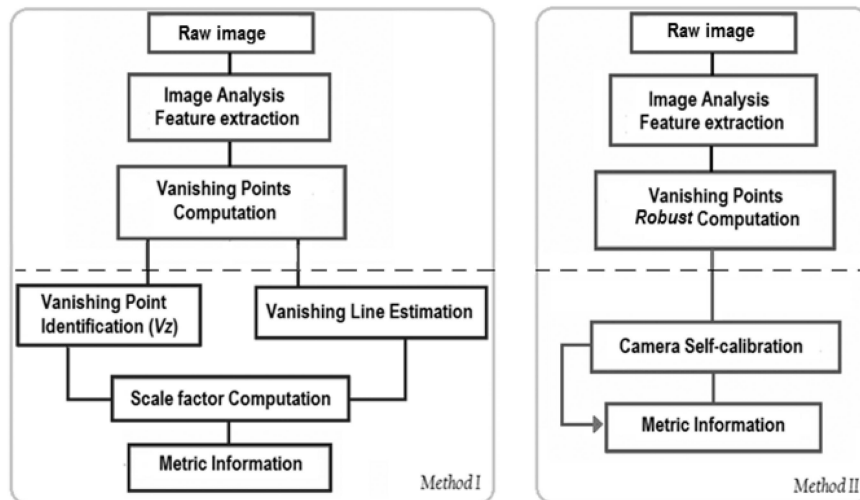 Raw image
Image Analysis
Feature extraction
Vanishing Points
Computation
Vanishing Point
Identification (Vz)
Vanishing Line Estimation
Scale factor Computation
Metric Information
Method I
Raw image
Image Analysis
Feature extraction
Vanishing Points
Robust Computation
Camera Self-calibration
Metric Information
Method II